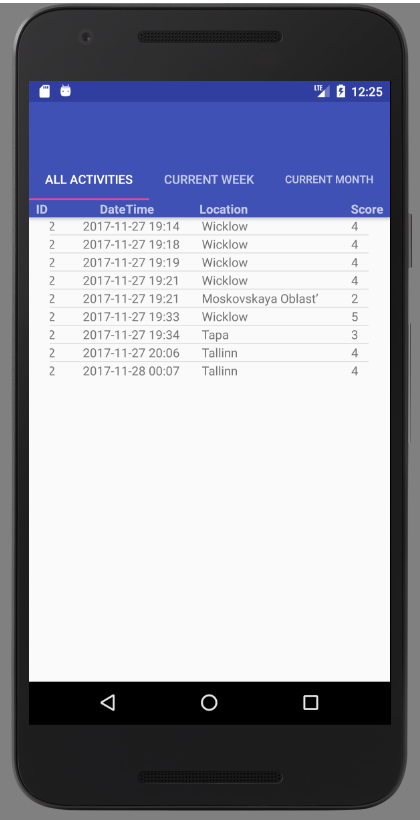 LTE 12:25
ALL ACTIVITIES CURRENT WEEK CURRENT MONTH
ID DateTime Location Score
2 2017-11-27 19:14 Wicklow 4
2 2017-11-27 19:18 Wicklow 4
2 2017-11-27 19:19 Wicklow 4
2 2017-11-27 19:21 Wicklow 4
2 2017-11-27 19:21 Moskovskaya Oblast’ 2
2 2017-11-27 19:33 Wicklow 5
2 2017-11-27 19:34 Tapa 3
2 2017-11-27 20:06 Tallinn 4
2 2017-11-28 00:07 Tallinn 4